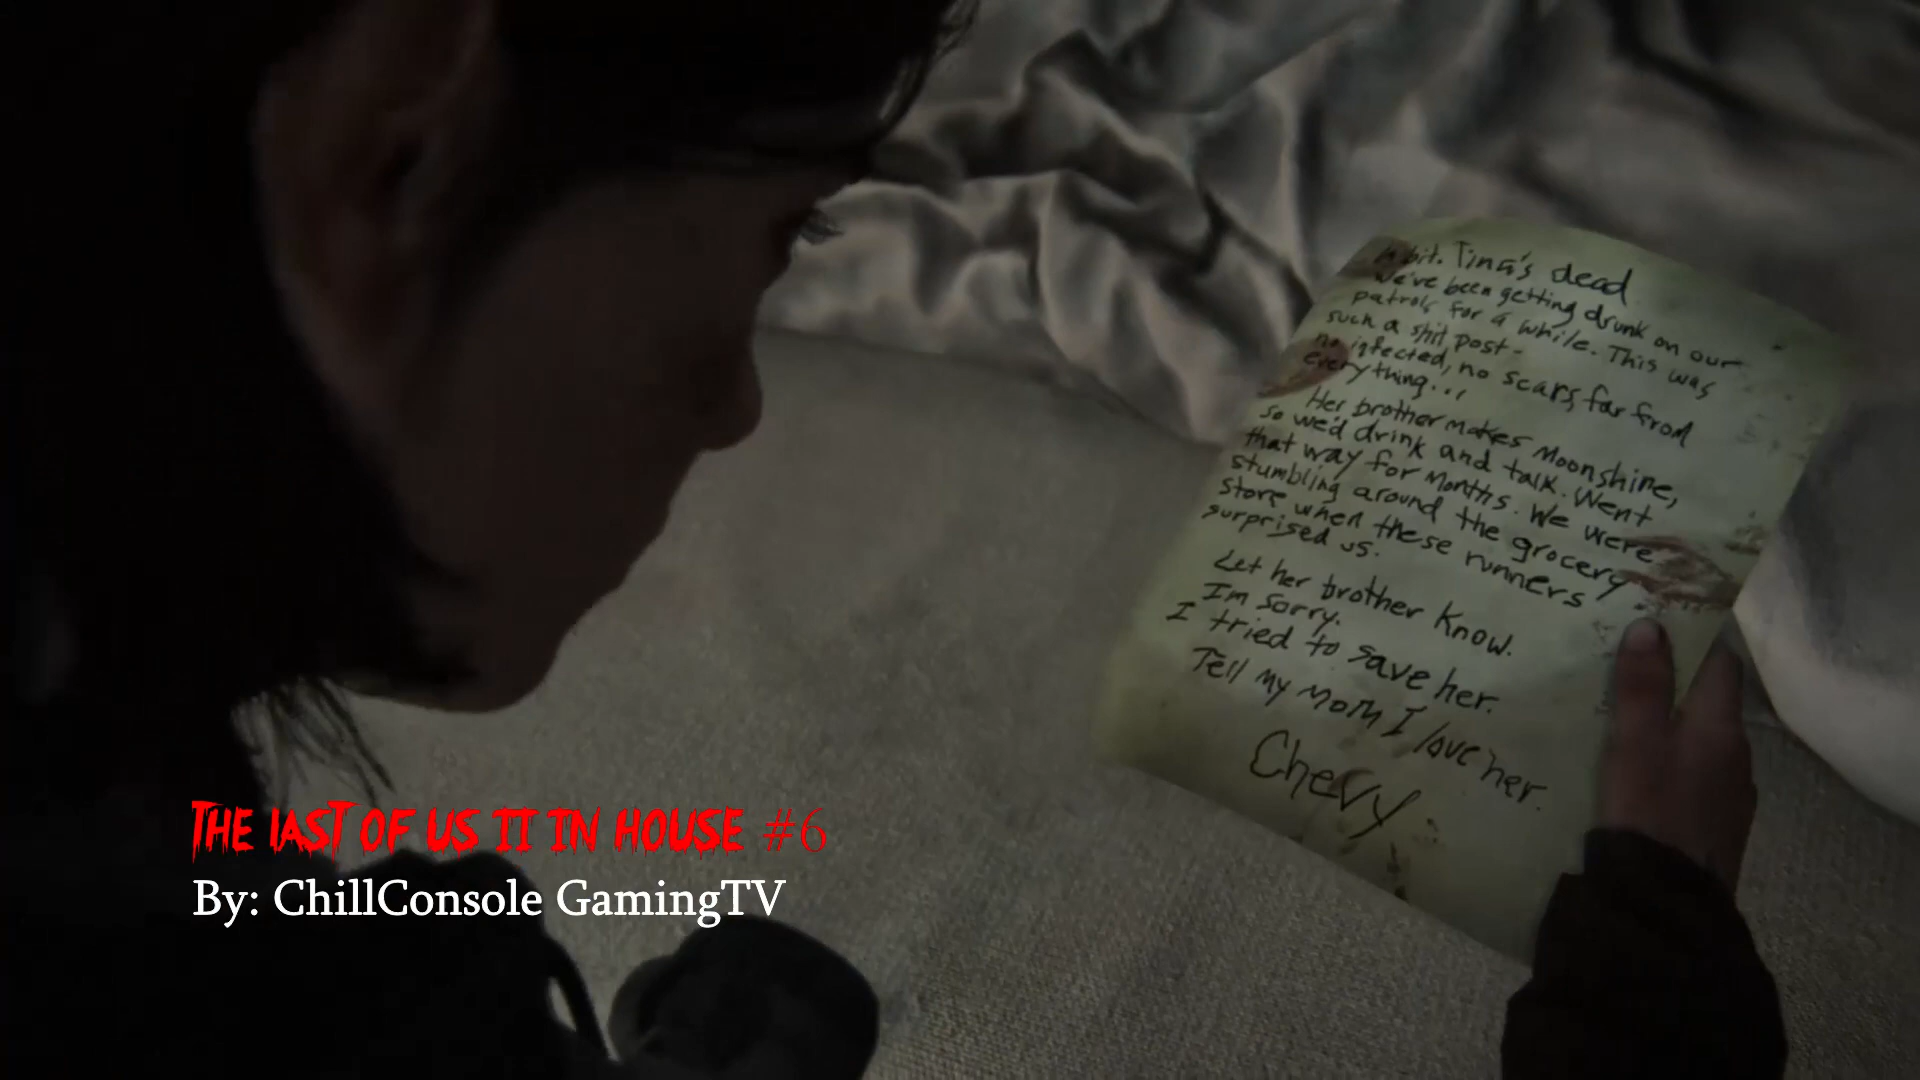 I'm bit. Tina's dead
We've been getting drunk on our
patrols for a while. This was
such a shit post-
no infected, no scars, far from
everything...
Her brother makes Moonshine,
so we'd drink and talk. Went
that way for months. We were
stumbling around the grocery
store when these runners
surprised us.
Let her brother know.
Im sorry.
I tried to save her.
Tell my Mom I love her.
Chevy
THE LAST OF US II IN HOUSE #6
By: ChillConsole GamingTV